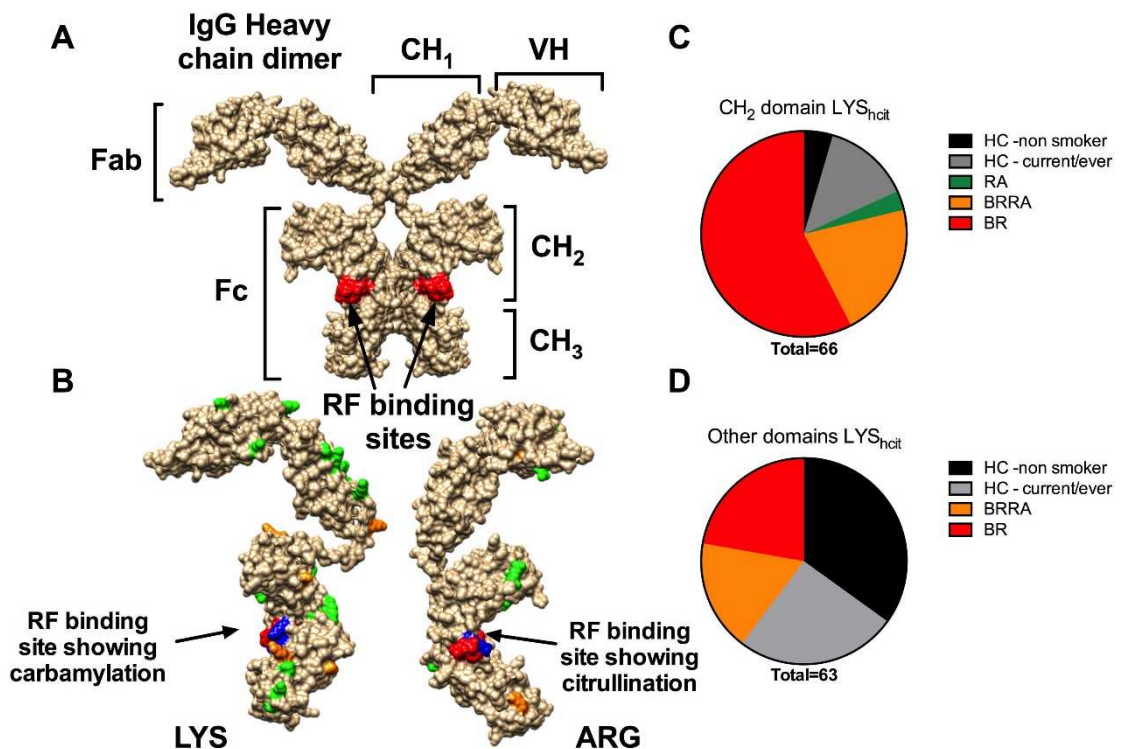 A
IgG Heavy
chain dimer
CH1
VH
Fab
Fc
CH2
CH3
RF binding
sites
B
RF binding
site showing
carbamylation
LYS
RF binding
site showing
citrullination
ARG
C
CH2 domain LYShcit
HC -non smoker
HC - current/ever
RA
BRRA
BR
Total=66
D
Other domains LYShcit
HC -non smoker
HC - current/ever
BRRA
BR
Total=63